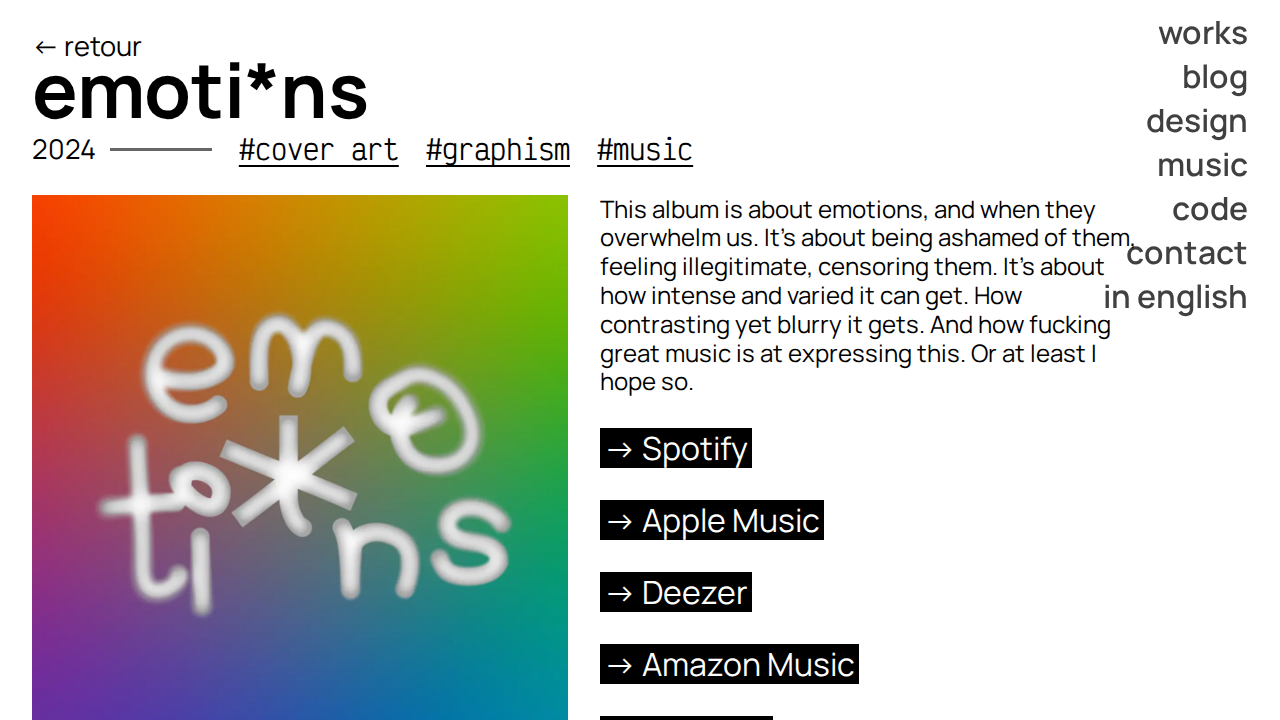 ← retour
emoti*ns
2024 #cover art #graphism #music
This album is about emotions, and when they
overwhelm us. It’s about being ashamed of them,
feeling illegitimate, censoring them. It’s about
how intense and varied it can get. How
contrasting yet blurry it gets. And how fucking
great music is at expressing this. Or at least I
hope so.
→ Spotify
→ Apple Music
→ Deezer
→ Amazon Music
works
blog
design
music
code
contact
in english
emo
ti*ns